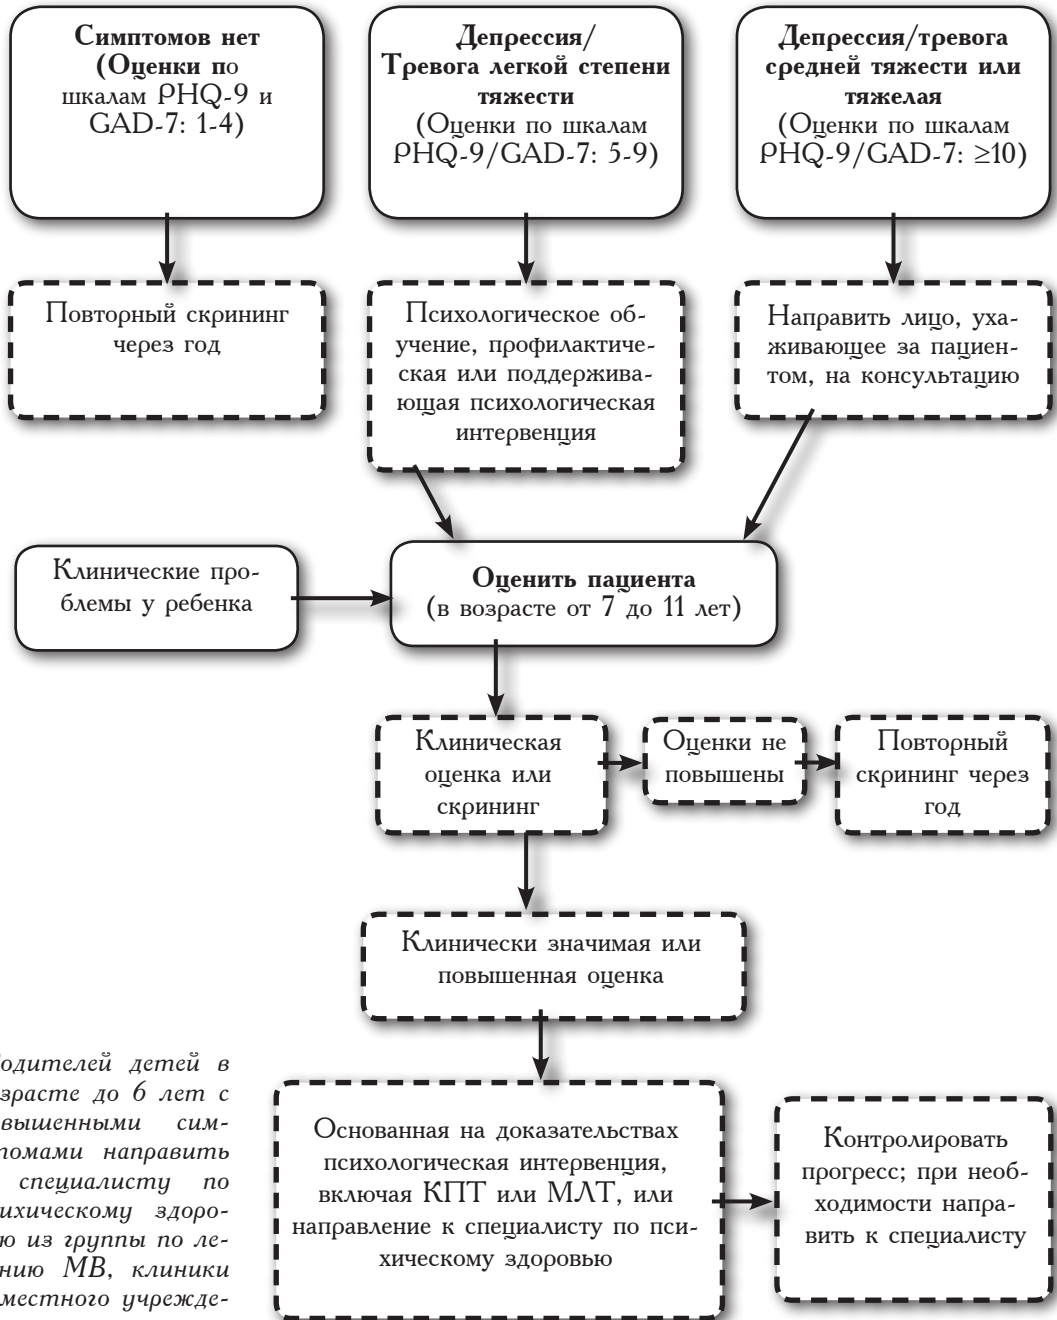 Симптомов нет
(Оценки по
шкалам PHQ-9 и
GAD-7: 1-4)
Депрессия/
Тревога легкой степени
тяжести
(Оценки по шкалам
PHQ-9/GAD-7: 5-9)
Депрессия/тревога
средней тяжести или
тяжелая
(Оценки по шкалам
PHQ-9/GAD-7: ≥10)
Повторный скрининг
через год
Психологическое об-
учение, профилактиче-
ская или поддержива-
ющая психологическая
интервенция
Направить лицо, уха-
живающее за пациен-
том, на консультацию
Клинические про-
блемы у ребенка
Оценить пациента
(в возрасте от 7 до 11 лет)
Клиническая
оценка или
скрининг
Оценки не
повышены
Повторный
скрининг через
год
Клинически значимая или
повышенная оценка
одителей детей в
зрасте до 6 лет с
вышенными сим-
томами направить
специалисту по
ихическому здоро-
ю из группы по ле-
нию МВ, клиники
местного учрежде-
Основанная на доказательствах
психологическая интервенция,
включая КПТ или МЛТ, или
направление к специалисту по пси-
хическому здоровью
Контролировать
прогресс; при необ-
ходимости напра-
вить к специалисту